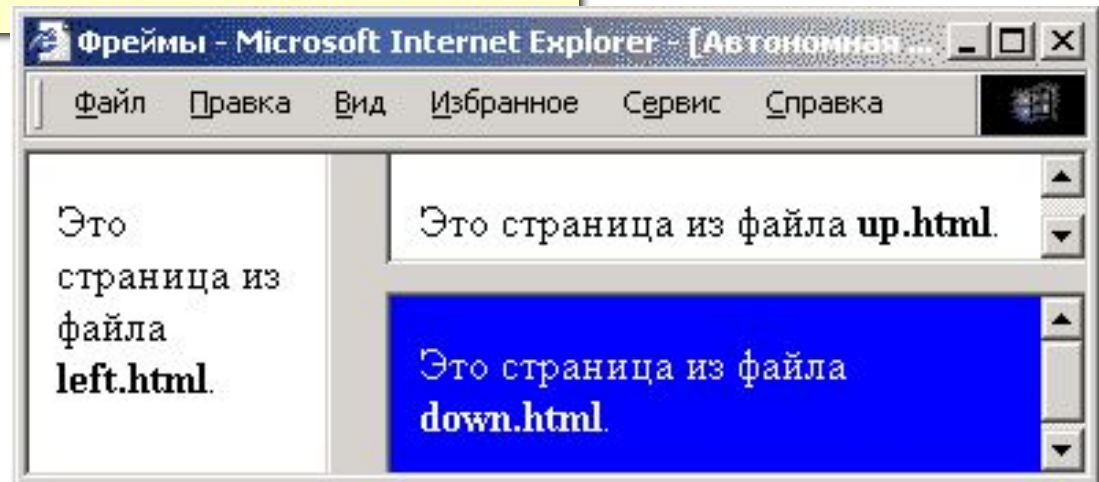 Фреймы - Microsoft Internet Explorer - [Автономная ...
Файл Правка Вид Избранное Сервис Справка
Это
страница из
файла
left.html.
Это страница из файла up.html.
Это страница из файла
down.html.